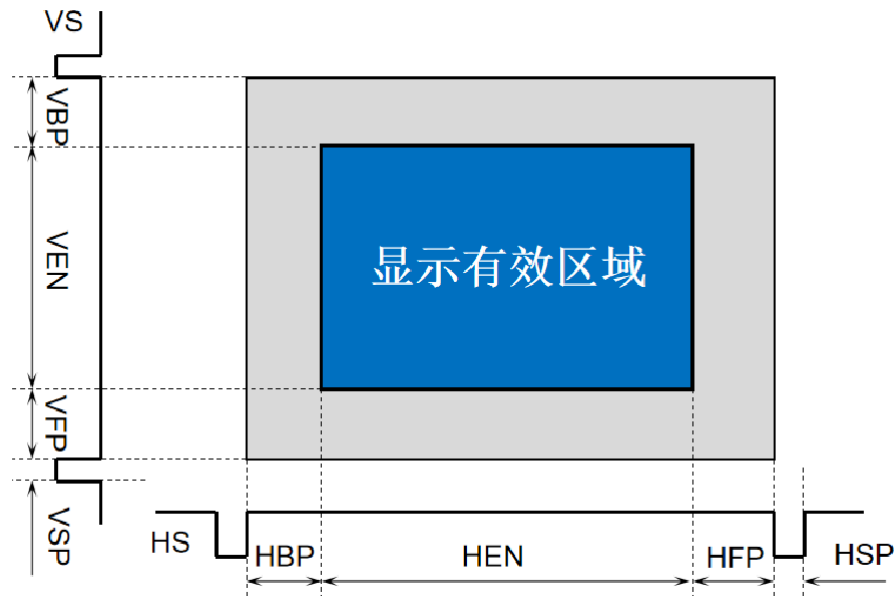 VS
VBP
VEN
显示有效区域
VFP
VSP
HS
HBP
HEN
HFP
HSP